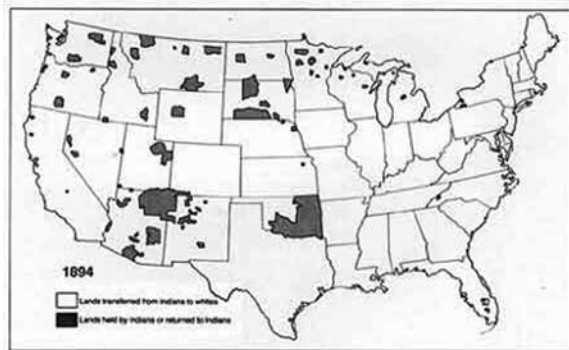 1894
Lands transferred from Indians to whites
Lands held by Indians or returned to Indians